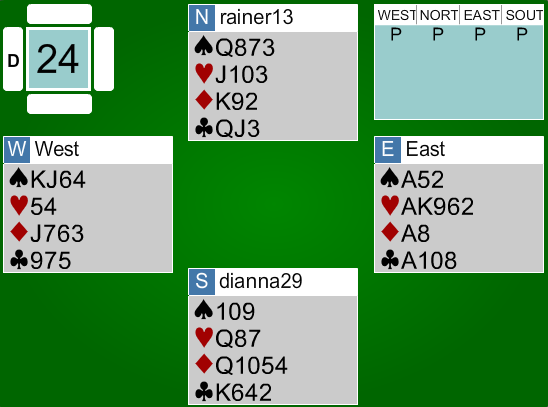 N rainer13
♠Q873
♥J103
♦K92
♣QJ3
WEST NORT EAST SOUT
P P P P
D 24
W West
♠KJ64
♥54
♦J763
♣975
E East
♠A52
♥AK962
♦A8
♣A108
S dianna29
♠109
♥Q87
♦Q1054
♣K642